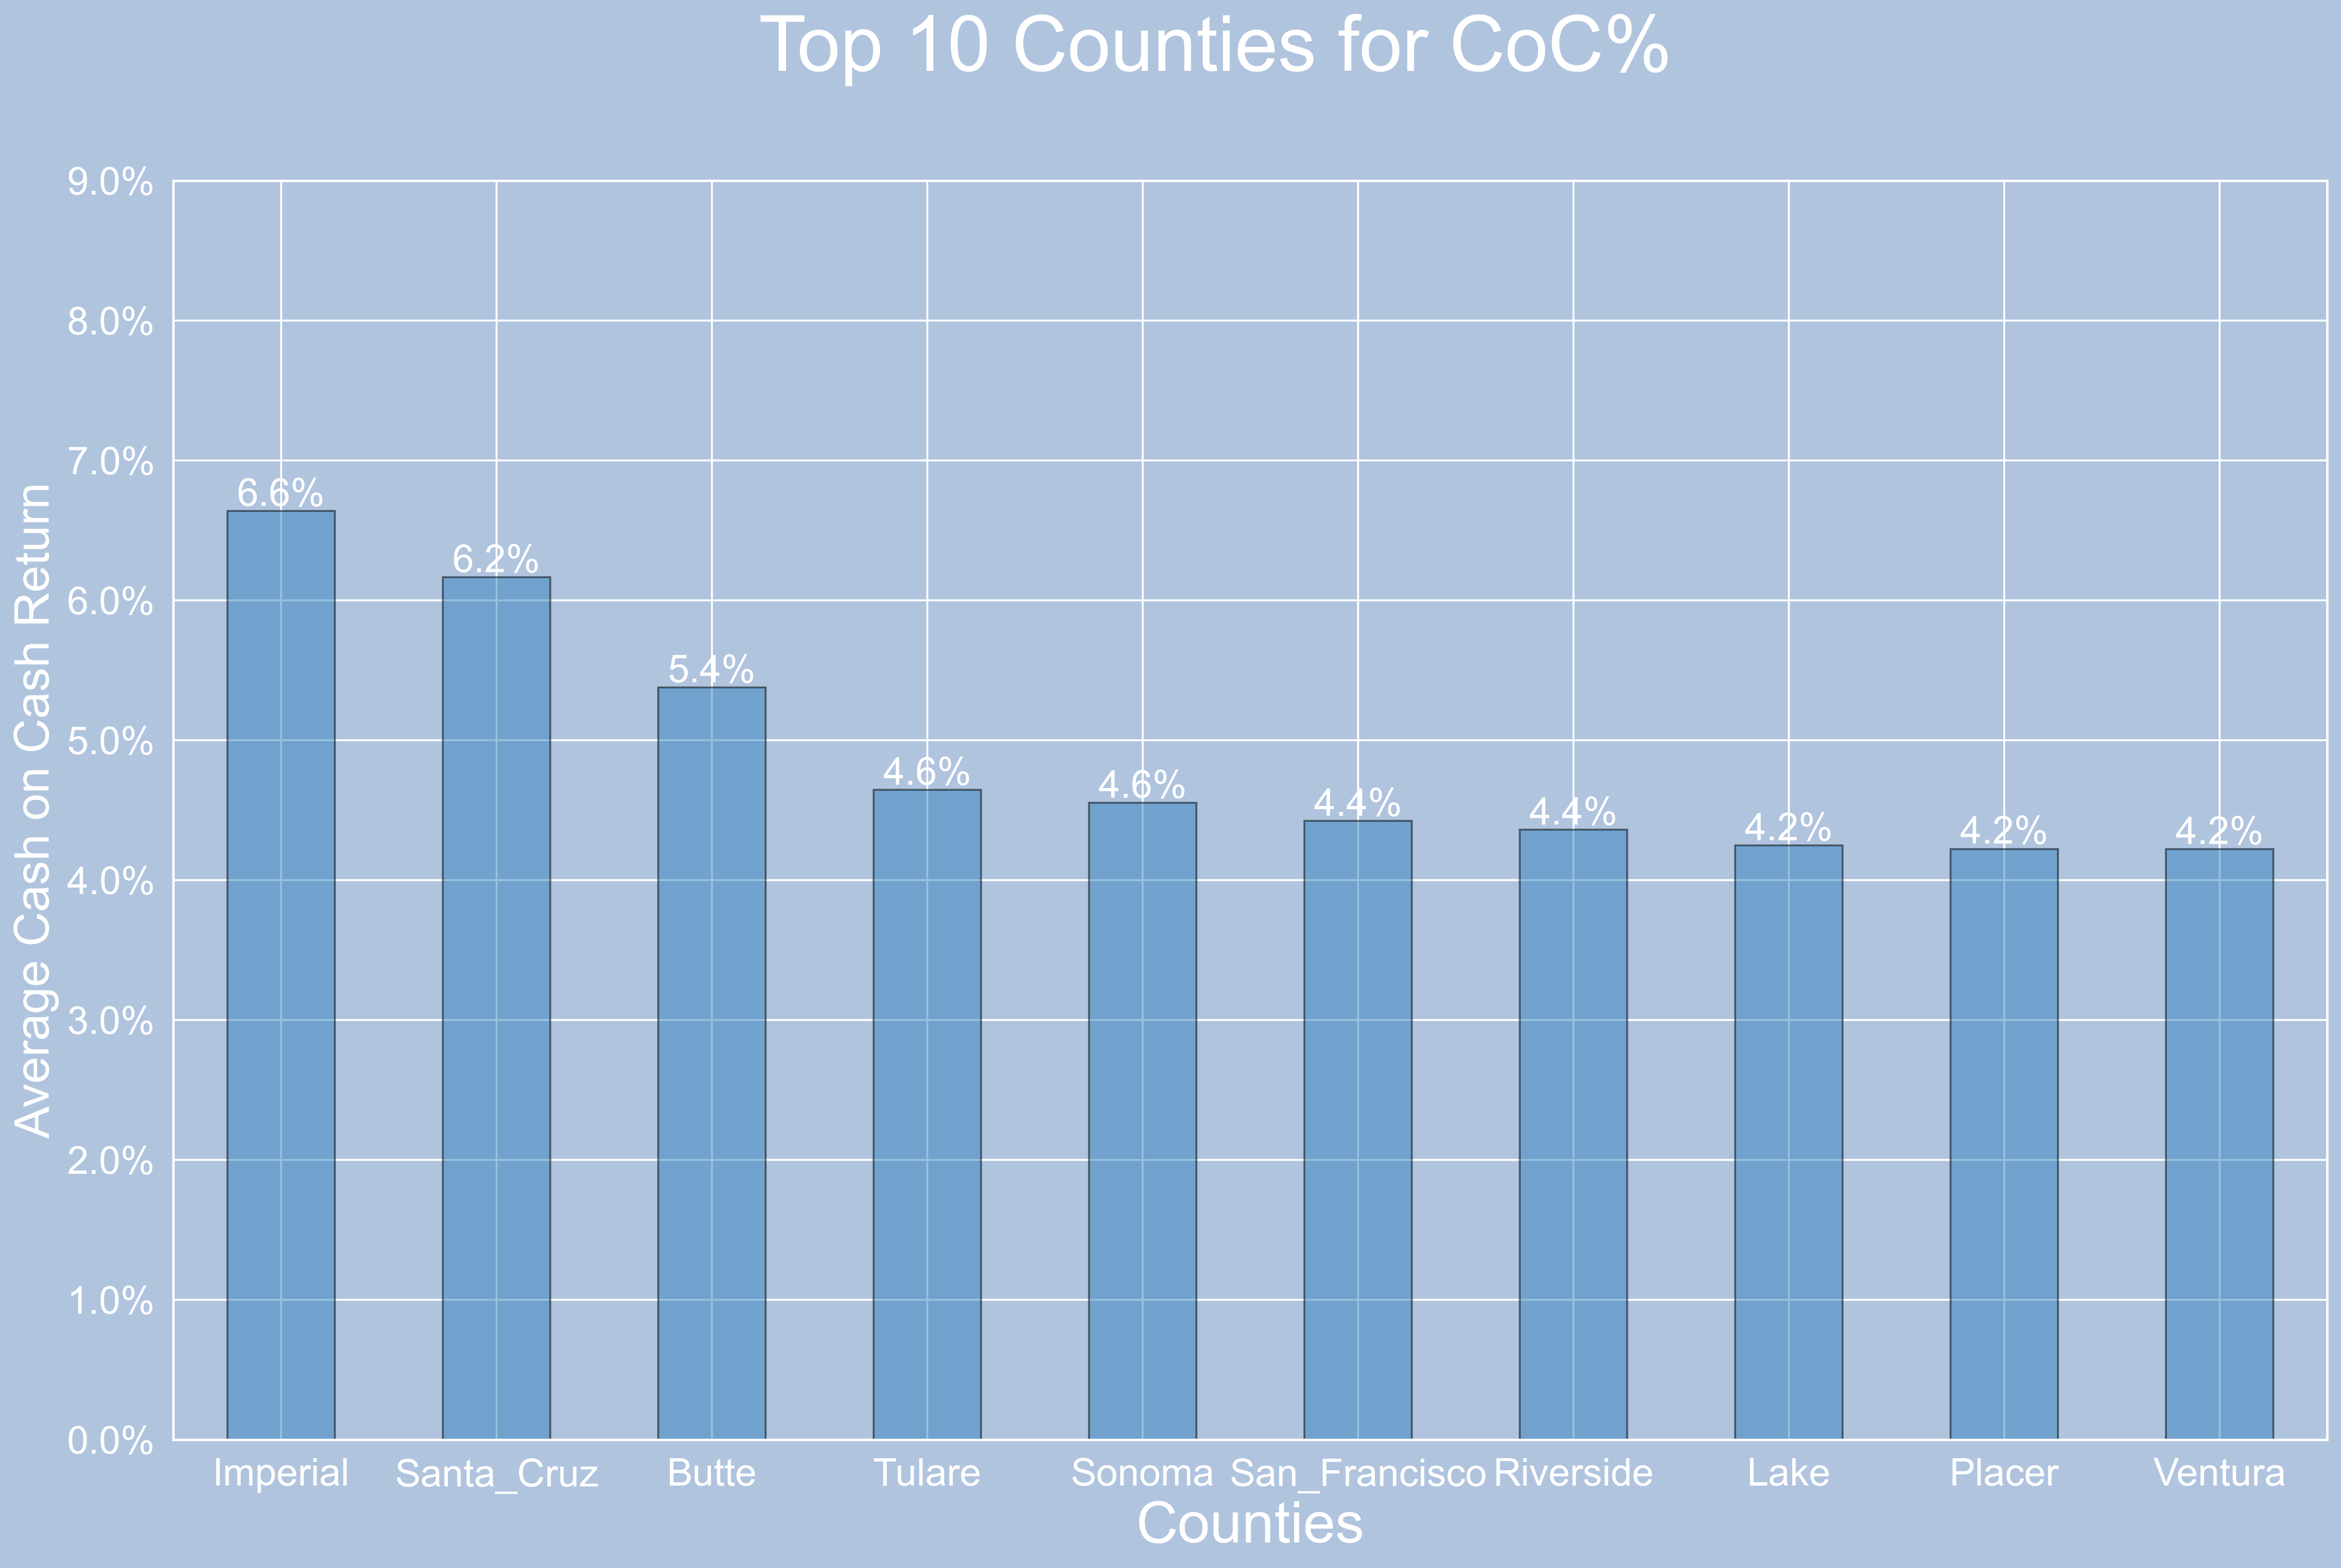 Top 10 Counties for CoC%
Average Cash on Cash Return
9.0%
8.0%
7.0%
6.0%
5.0%
4.0%
3.0%
2.0%
1.0%
0.0%
6.6%
6.2%
5.4%
4.6%
4.6%
4.4%
4.4%
4.2%
4.2%
4.2%
Imperial
Santa_Cruz
Butte
Tulare
Sonoma
San_Francisco
Riverside
Lake
Placer
Ventura
Counties